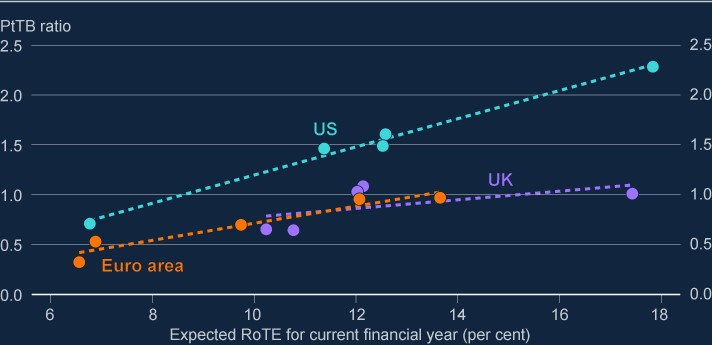 PtTB ratio
2.5 2.5
2.0 2.0
US
1.5 1.5
UK
1.0 1.0
0.5 0.5
Euro area
0.0 0.0
6 8 10 12 14 16 18
Expected RoTE for current financial year (per cent)